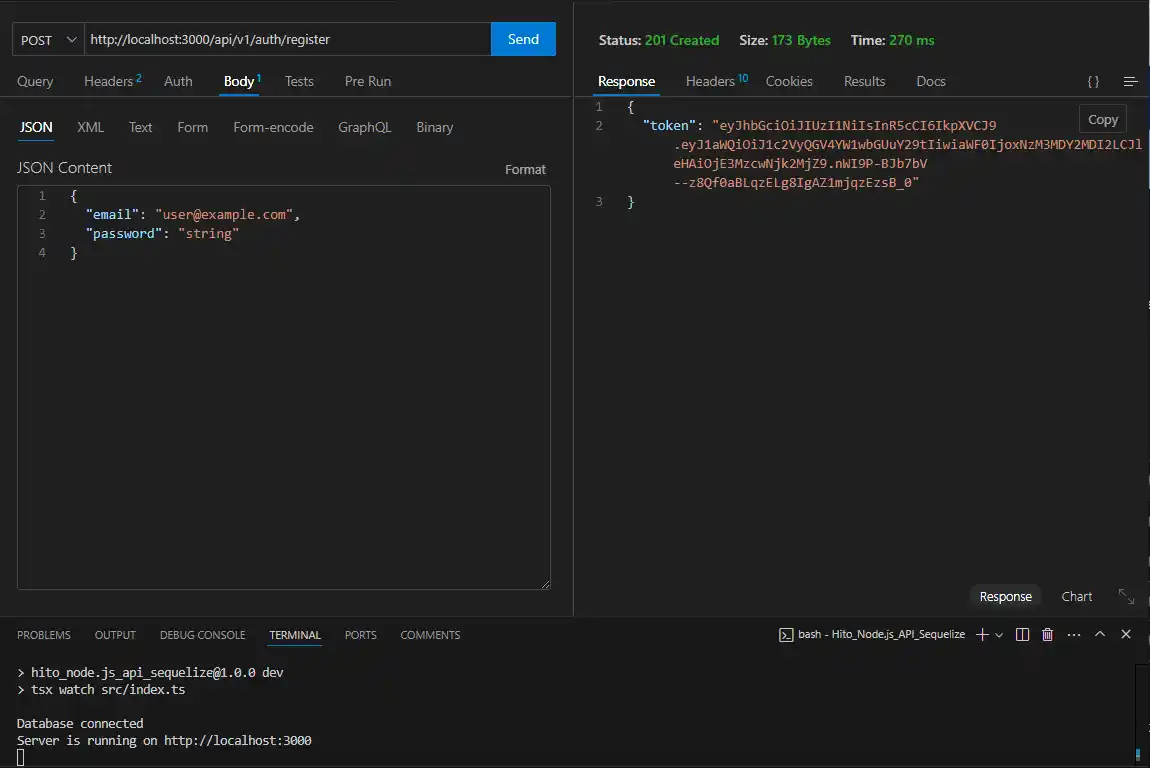 POST
http://localhost:3000/api/v1/auth/register
Send
Query
Headers 2
Auth
Body 1
Tests
Pre Run
JSON
XML
Text
Form
Form-encode
GraphQL
Binary
JSON Content
Format
1 {
2 "email": "user@example.com",
3 "password": "string"
4 }
Status: 201 Created Size: 173 Bytes Time: 270 ms
Response
Headers 10
Cookies
Results
Docs
{}
Copy
1 {
2 "token": "eyJhbGciOiJIUzI1NiIsInR5cCI6IkpXVCJ9
.eyJ1aWQiOiJ1c2VyQGV4YW1wbGUuY29tIiwiaWF0IjoxNzM3MDY2MDI2LCJl
eHAiOjE3MzcwNjk2MjZ9.nWI9P-BJb7bV
--z8Qf0aBLqzELg8IgAZ1mjqzEzsB_0"
3 }
Response
Chart
PROBLEMS
OUTPUT
DEBUG CONSOLE
TERMINAL
PORTS
COMMENTS
bash - Hito_Node.js_API_Sequelize
> hito_node.js_api_sequelize@1.0.0 dev
> tsx watch src/index.ts
Database connected
Server is running on http://localhost:3000